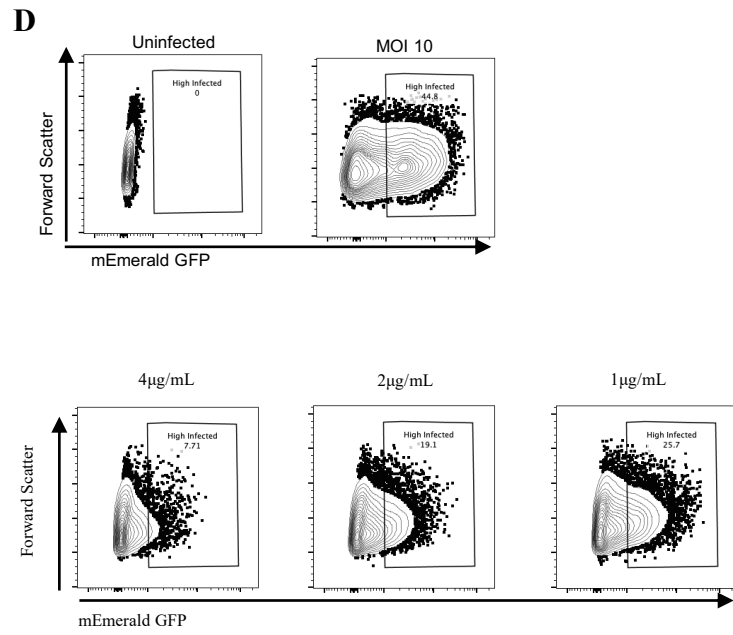 D
Uninfected
MOI 10
High Infected
0
High Infected
44.8
Forward Scatter
mEmerald GFP
4μg/mL
2μg/mL
1μg/mL
High Infected
7.71
High Infected
19.1
High Infected
25.7
Forward Scatter
mEmerald GFP